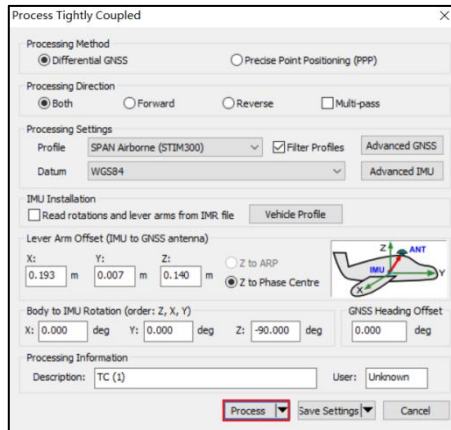 Process Tightly Coupled
Processing Method
Differential GNSS Precise Point Positioning (PPP)
Processing Direction
Both Forward Reverse Multi-pass
Processing Settings
Profile SPAN Airborne (STIM300) Filter Profiles Advanced GNSS
Datum WGS84 Advanced IMU
IMU Installation
Read rotations and lever arms from IMR file Vehicle Profile
Lever Arm Offset (IMU to GNSS antenna)
X: Y: Z: Z to ARP
0.193 m 0.007 m 0.140 m Z to Phase Centre
Z ANT
IMU Y
X
Body to IMU Rotation (order: Z, X, Y) GNSS Heading Offset
X: 0.000 deg Y: 0.000 deg Z: -90.000 deg 0.000 deg
Processing Information
Description: TC (1) User: Unknown
Process Save Settings Cancel